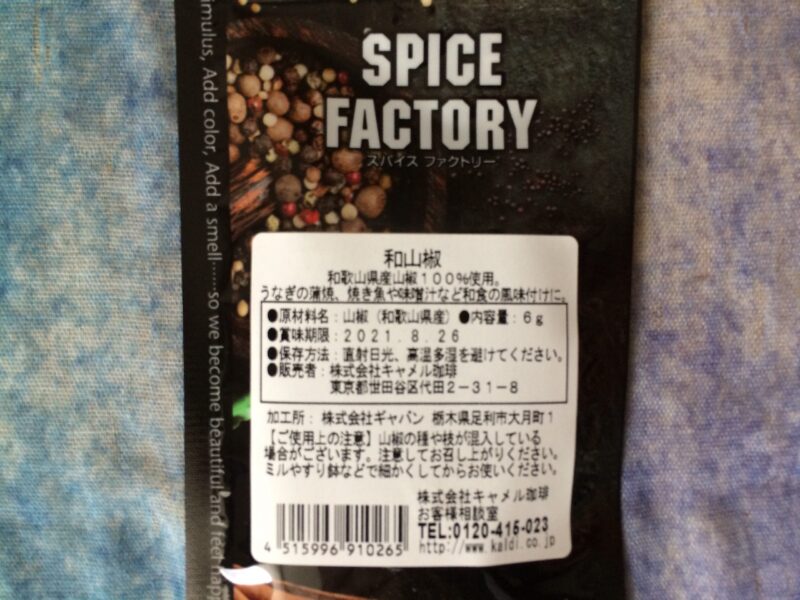 SPICE
FACTORY
スパイス ファクトリー
imulus, Add color, Add a smell……so we become beautiful and feel happ
和山椒
和歌山県産山椒100%使用。
うなぎの蒲焼、焼き魚や味噌汁など和食の風味付けに。
●原材料名：山椒（和歌山県産）●内容量：6g
●賞味期限：2021.8.26
●保存方法：直射日光、高温多湿を避けてください。
●販売者：株式会社キャメル珈琲
東京都世田谷区代田2-31-8
加工所： 株式会社ギャバン 栃木県足利市大月町1
【ご使用上の注意】山椒の種や枝が混入している
場合がございます。注意してお召し上がりください。
ミルやすり鉢などで細かくしてからお使いください。
株式会社キャメル珈琲
お客様相談室
TEL:0120-415-023
http://www.kaldi.co.jp
4 515996 910265